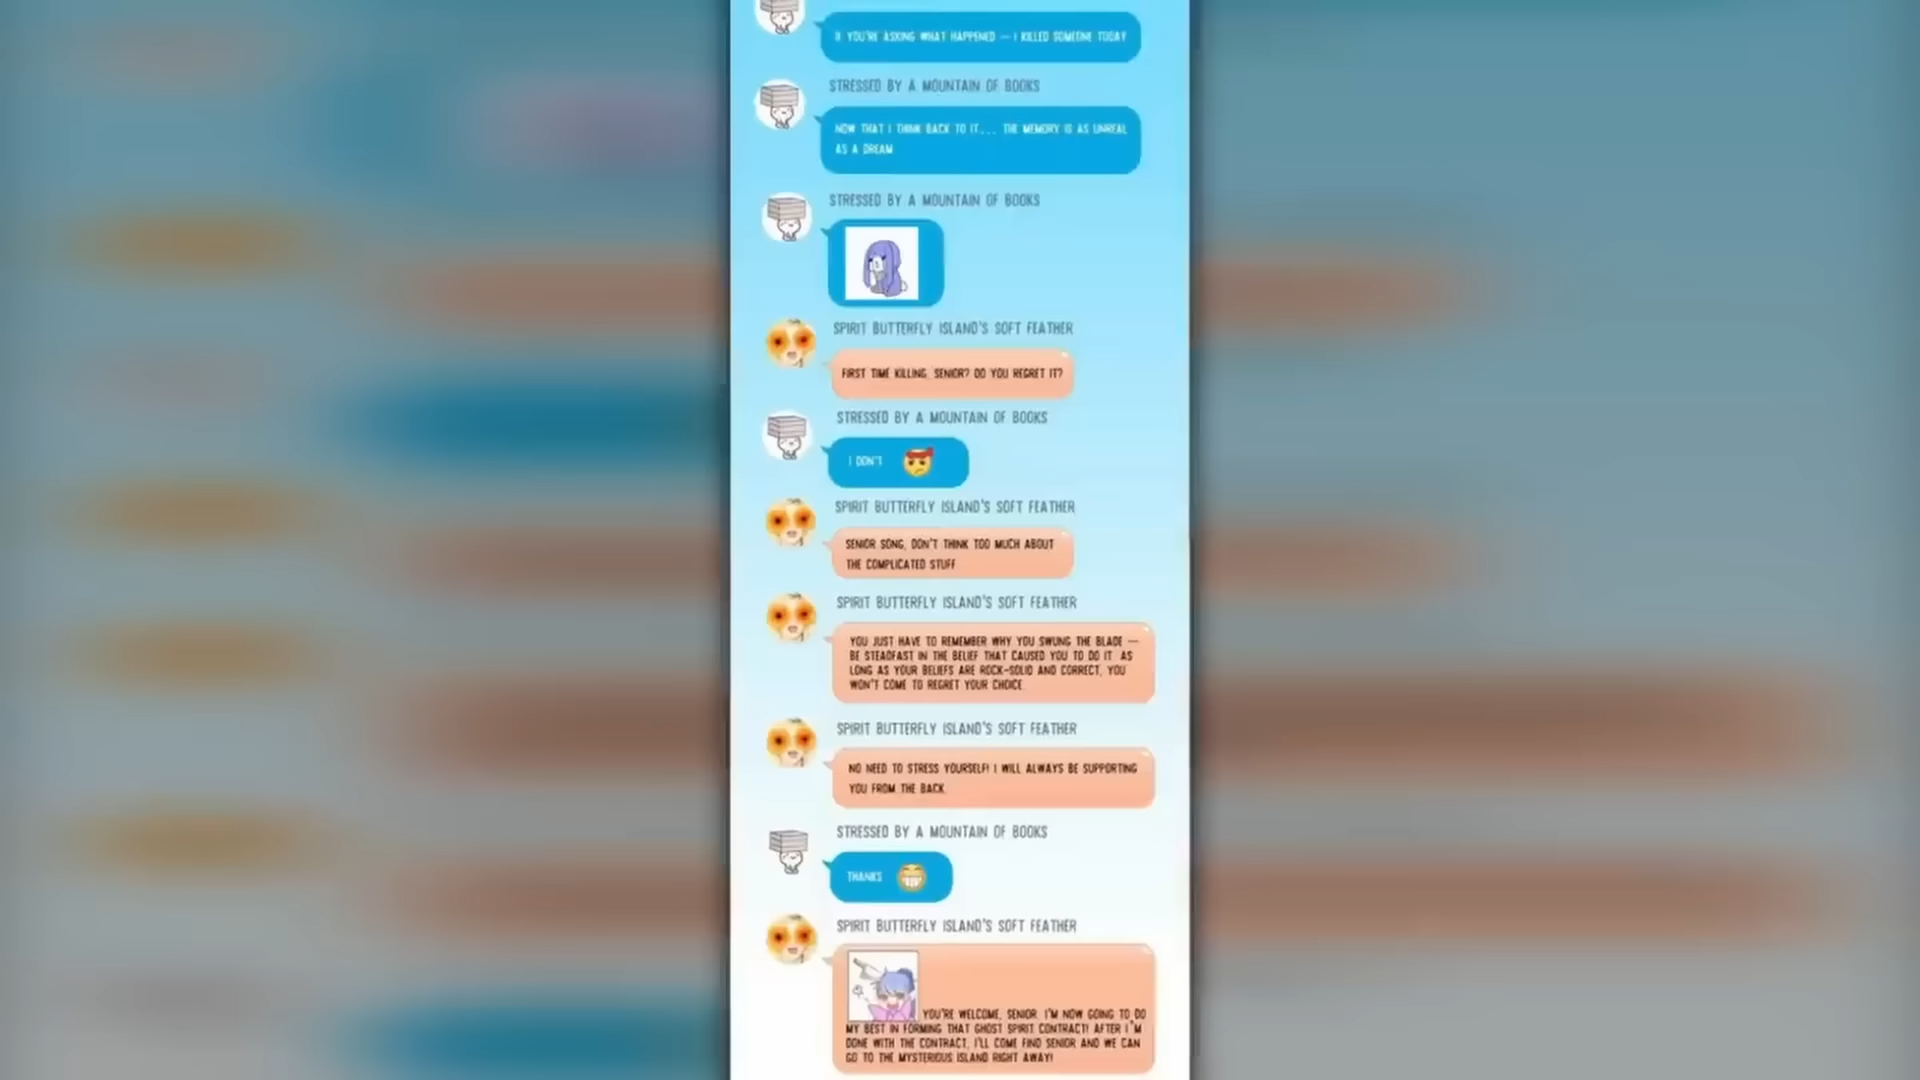 IF YOU'RE ASKING WHAT HAPPENED — I KILLED SOMEONE TODAY
STRESSED BY A MOUNTAIN OF BOOKS
NOW THAT I THINK BACK TO IT... THE MEMORY IS AS UNREAL
AS A DREAM
STRESSED BY A MOUNTAIN OF BOOKS
SPIRIT BUTTERFLY ISLAND'S SOFT FEATHER
FIRST TIME KILLING, SENIOR? DO YOU REGRET IT?
STRESSED BY A MOUNTAIN OF BOOKS
I DON'T
SPIRIT BUTTERFLY ISLAND'S SOFT FEATHER
SENIOR SONG, DON'T THINK TOO MUCH ABOUT
THE COMPLICATED STUFF
SPIRIT BUTTERFLY ISLAND'S SOFT FEATHER
YOU JUST HAVE TO REMEMBER WHY YOU SWUNG THE BLADE —
BE STEADFAST IN THE BELIEF THAT CAUSED YOU TO DO IT. AS
LONG AS YOUR BELIEFS ARE ROCK-SOLID AND CORRECT, YOU
WON'T COME TO REGRET YOUR CHOICE.
SPIRIT BUTTERFLY ISLAND'S SOFT FEATHER
NO NEED TO STRESS YOURSELF! I WILL ALWAYS BE SUPPORTING
YOU FROM THE BACK.
STRESSED BY A MOUNTAIN OF BOOKS
THANKS
SPIRIT BUTTERFLY ISLAND'S SOFT FEATHER
YOU'RE WELCOME, SENIOR. I'M NOW GOING TO DO
MY BEST IN FORMING THAT GHOST SPIRIT CONTRACT! AFTER I'M
DONE WITH THE CONTRACT, I'LL COME FIND SENIOR AND WE CAN
GO TO THE MYSTERIOUS ISLAND RIGHT AWAY!